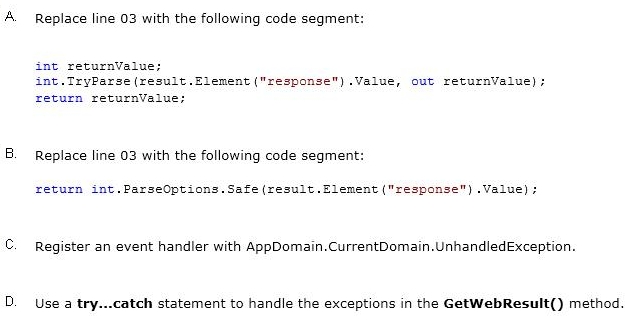 A. Replace line 03 with the following code segment:
int returnValue;
int.TryParse(result.Element("response").Value, out returnValue);
return returnValue;
B. Replace line 03 with the following code segment:
return int.ParseOptions.Safe(result.Element("response").Value);
C. Register an event handler with AppDomain.CurrentDomain.UnhandledException.
D. Use a try...catch statement to handle the exceptions in the GetWebResult() method.